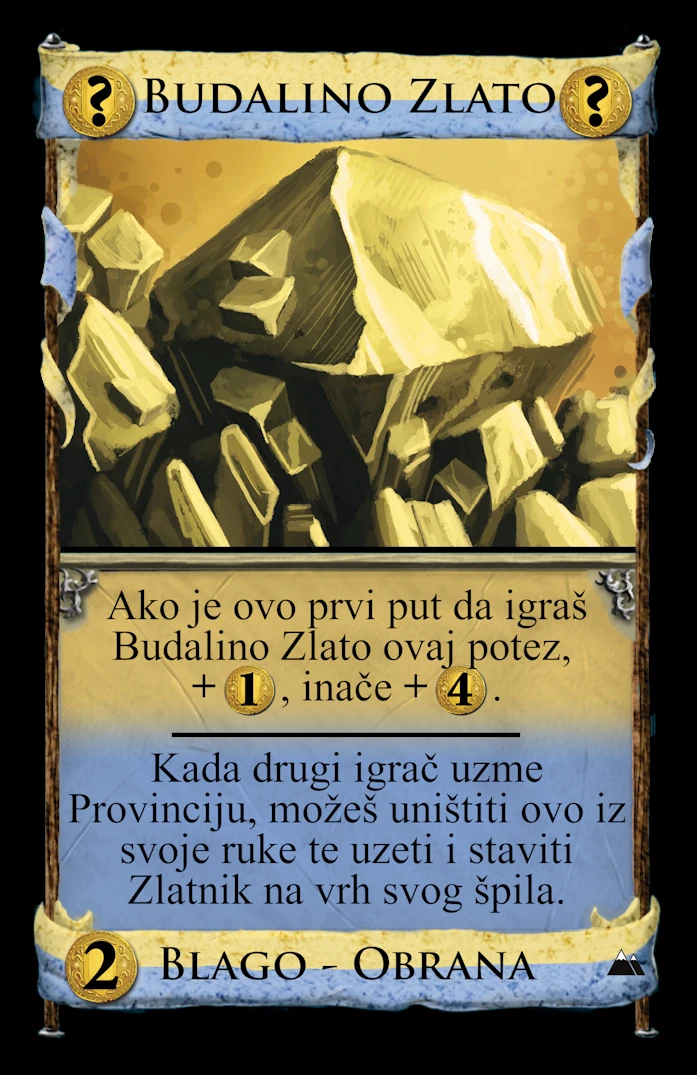 ? Budalino Zlato ?
Ako je ovo prvi put da igraš
Budalino Zlato ovaj potez,
+ 1 , inače + 4 .
Kada drugi igrač uzme
Provinciju, možeš uništiti ovo iz
svoje ruke te uzeti i staviti
Zlatnik na vrh svog špila.
2 Blago - Obrana